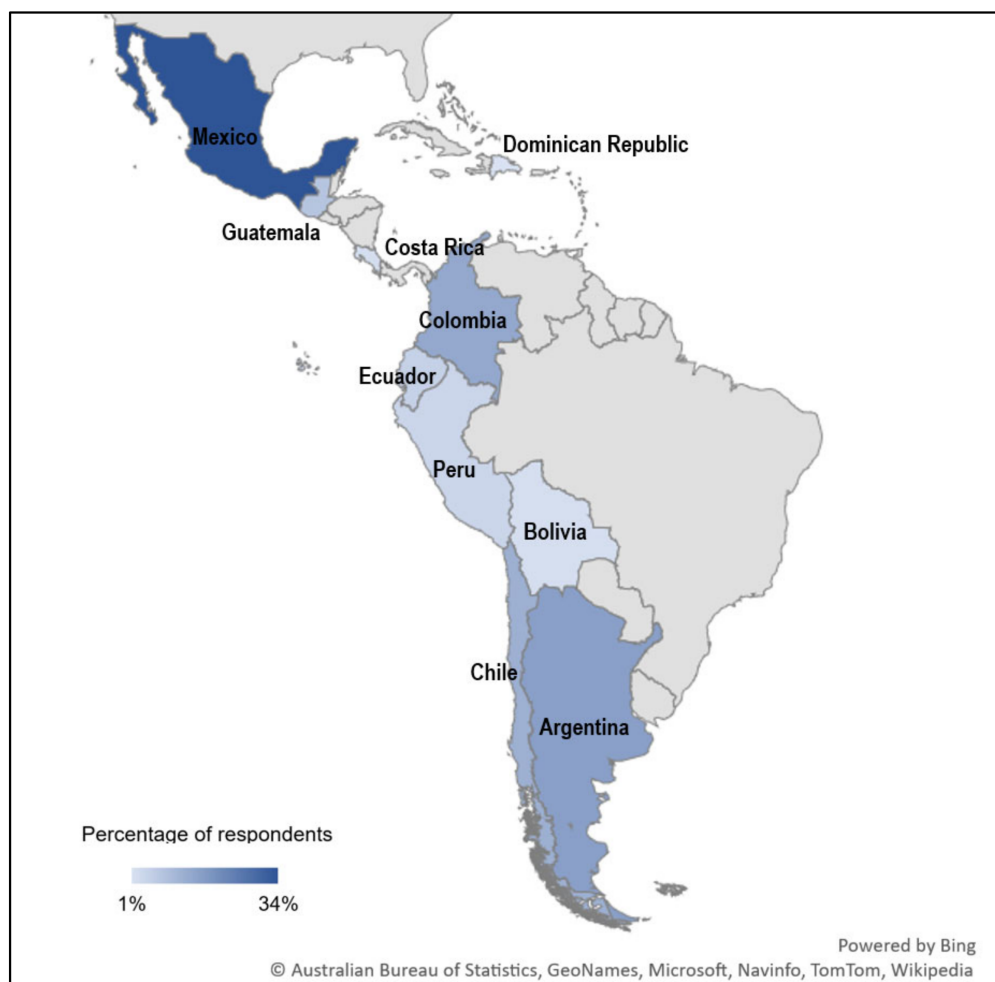 Mexico
Dominican Republic
Guatemala
Costa Rica
Colombia
Ecuador
Peru
Bolivia
Chile
Argentina
Percentage of respondents
1% 34%
Powered by Bing
© Australian Bureau of Statistics, GeoNames, Microsoft, Navinfo, TomTom, Wikipedia